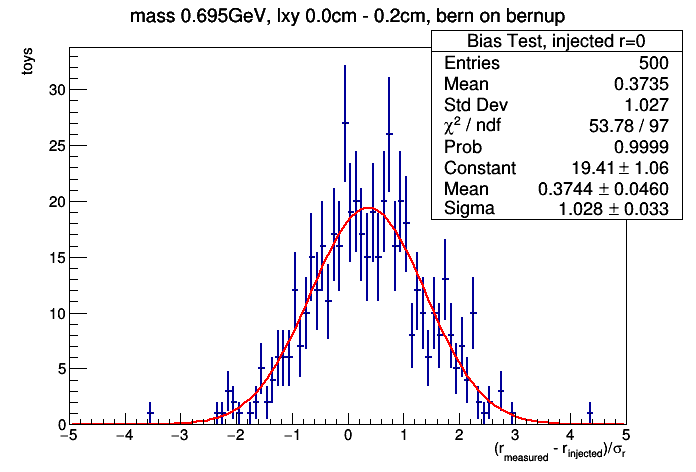 mass 0.695GeV, lxy 0.0cm - 0.2cm, bern on bernup
Bias Test, injected r=0
Entries 500
Mean 0.3735
Std Dev 1.027
χ² / ndf 53.78 / 97
Prob 0.9999
Constant 19.41 ± 1.06
Mean 0.3744 ± 0.0460
Sigma 1.028 ± 0.033
toys
30
25
20
15
10
5
0
−5 −4 −3 −2 −1 0 1 2 3 4 5
(r_measured - r_injected)/σ_r